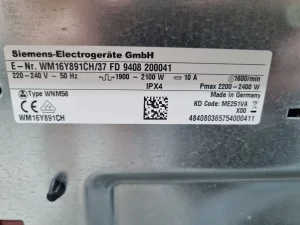 Siemens-Electrogeräte GmbH
E-Nr. WM16Y891CH/37 FD 9408 200041
220-240 V ~ 50 Hz 1900 - 2100 W 10 A 1600/min
IPX4 Pmax 2200-2400 W
Type WNM56 Made in Germany
KD Code: ME251VA X00
WM16Y891CH 484080365754000411